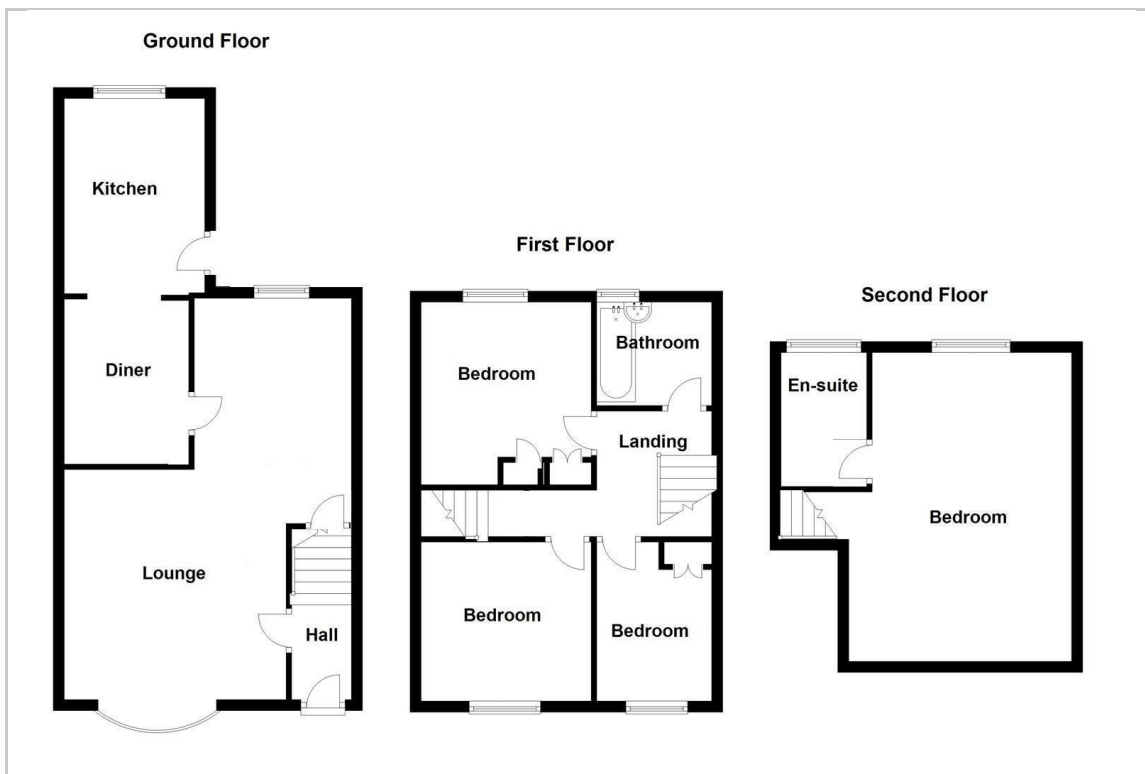 Ground Floor
Kitchen
Diner
Lounge
Hall
First Floor
Bedroom
Bathroom
Landing
Bedroom
Bedroom
Second Floor
En-suite
Bedroom